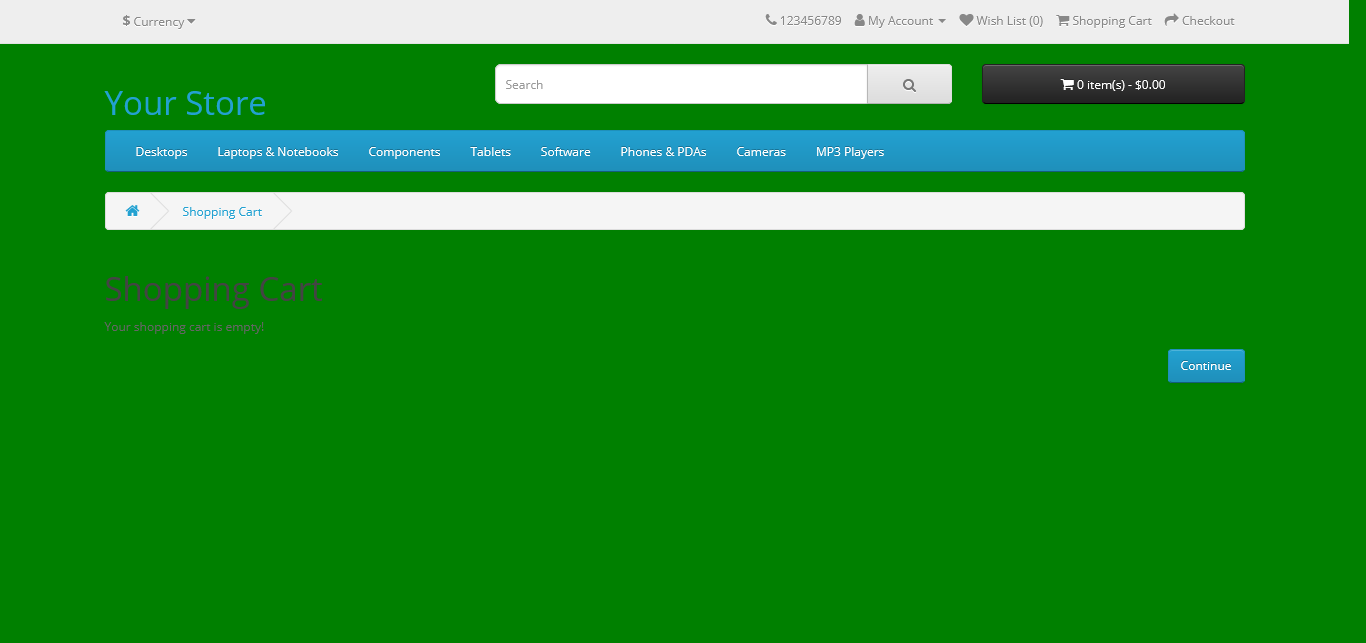 $ Currency
123456789 My Account Wish List (0) Shopping Cart Checkout
Your Store
Search
0 item(s) - $0.00
Desktops Laptops & Notebooks Components Tablets Software Phones & PDAs Cameras MP3 Players
Shopping Cart
Shopping Cart
Your shopping cart is empty!
Continue